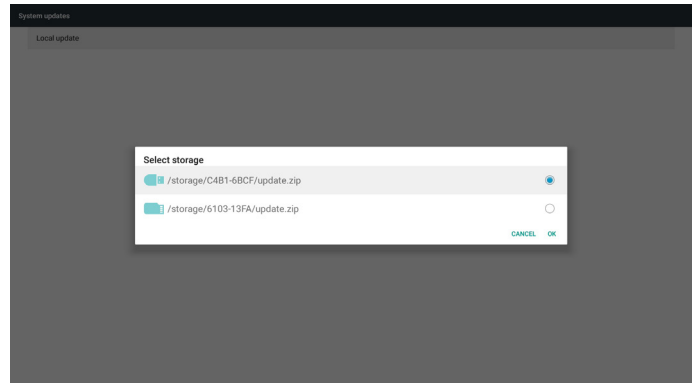 System updates
Local update
Select storage
/storage/C4B1-6BCF/update.zip
/storage/6103-13FA/update.zip
CANCEL OK